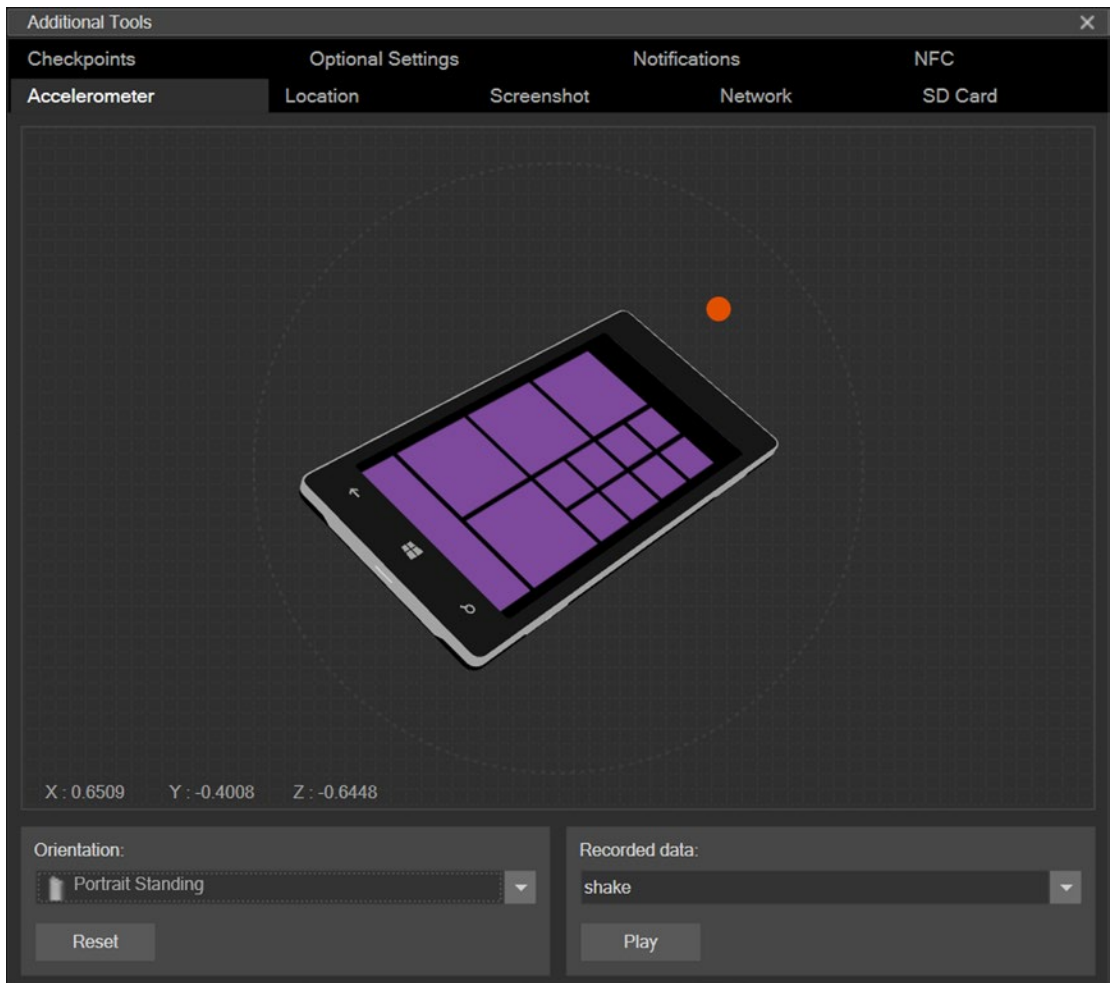 Additional Tools
Checkpoints Optional Settings Notifications NFC
Accelerometer Location Screenshot Network SD Card
X : 0.6509 Y : -0.4008 Z : -0.6448
Orientation: Recorded data:
Portrait Standing shake
Reset Play